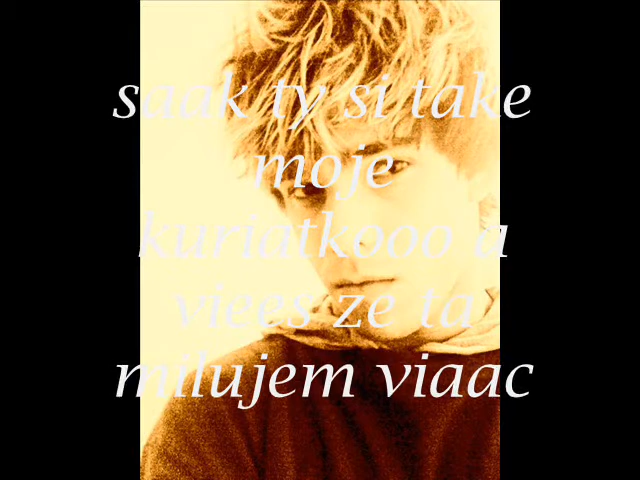 saak ty si take
moje
kuriatkooo a
viees ze ta
milujem viaac